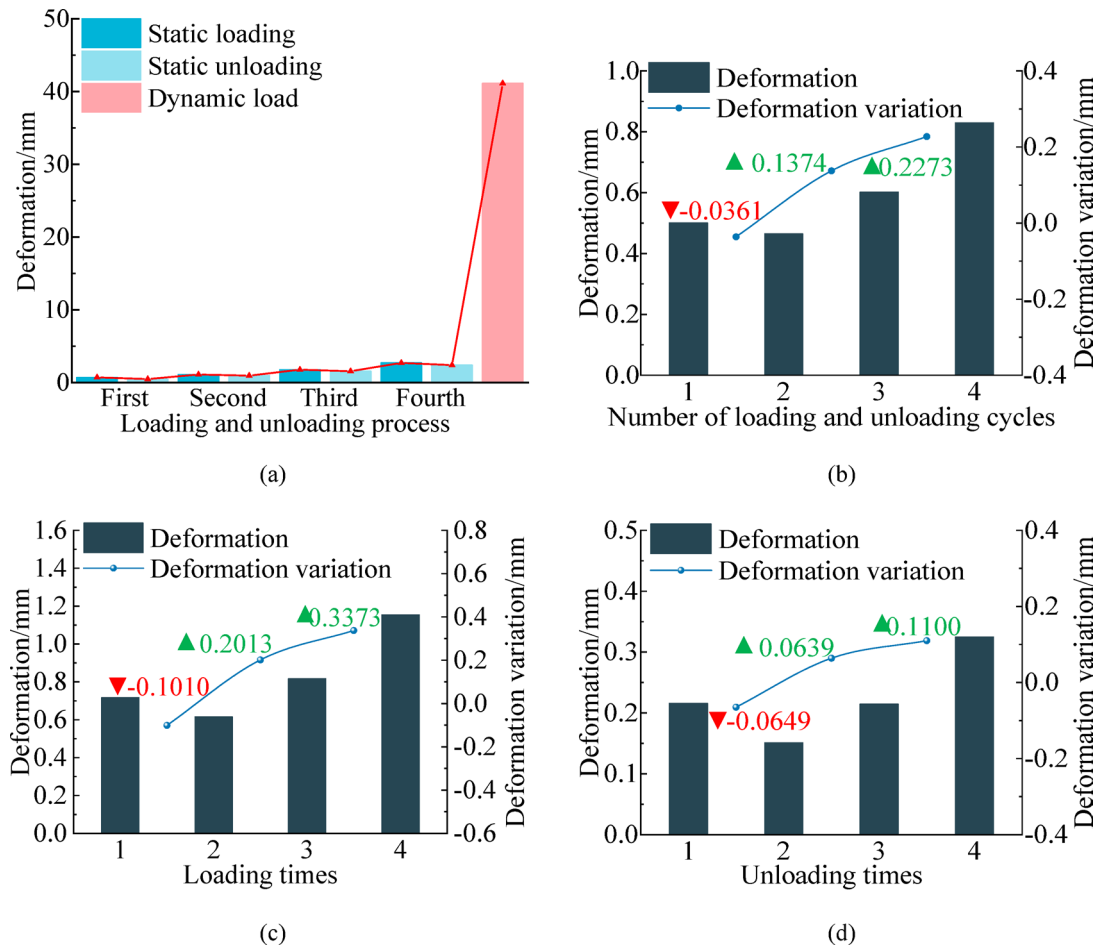 50
40
30
20
10
0
Deformation/mm
Static loading
Static unloading
Dynamic load
First Second Third Fourth
Loading and unloading process
(a)
1.0
0.8
0.6
0.4
0.2
0.0
Deformation/mm
Deformation
Deformation variation
▼-0.0361
▲0.1374
▲0.2273
0.4
0.2
0.0
-0.2
-0.4
Deformation variation/mm
1 2 3 4
Number of loading and unloading cycles
(b)
1.6
1.4
1.2
1.0
0.8
0.6
0.4
0.2
0.0
Deformation/mm
Deformation
Deformation variation
▼-0.1010
▲0.2013
▲0.3373
0.8
0.6
0.4
0.2
0.0
-0.2
-0.4
-0.6
Deformation variation/mm
1 2 3 4
Loading times
(c)
0.5
0.4
0.3
0.2
0.1
0.0
Deformation/mm
Deformation
Deformation variation
▼-0.0649
▲0.0639
▲0.1100
0.4
0.2
0.0
-0.2
-0.4
Deformation variation/mm
1 2 3 4
Unloading times
(d)